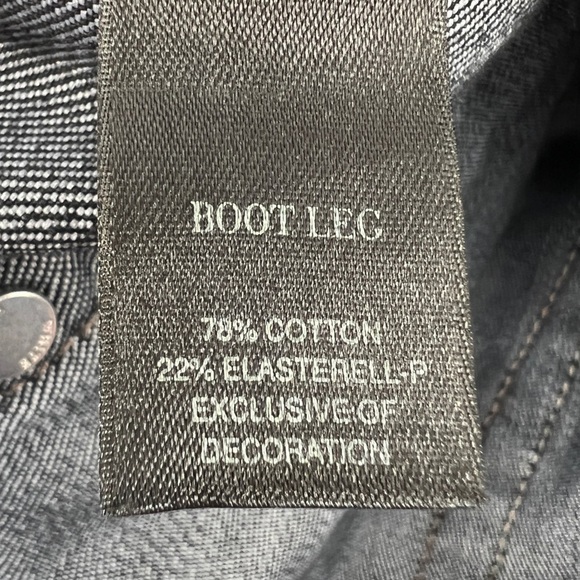 BOOT LEG
78% COTTON
22% ELASTERELL-P
EXCLUSIVE OF
DECORATION